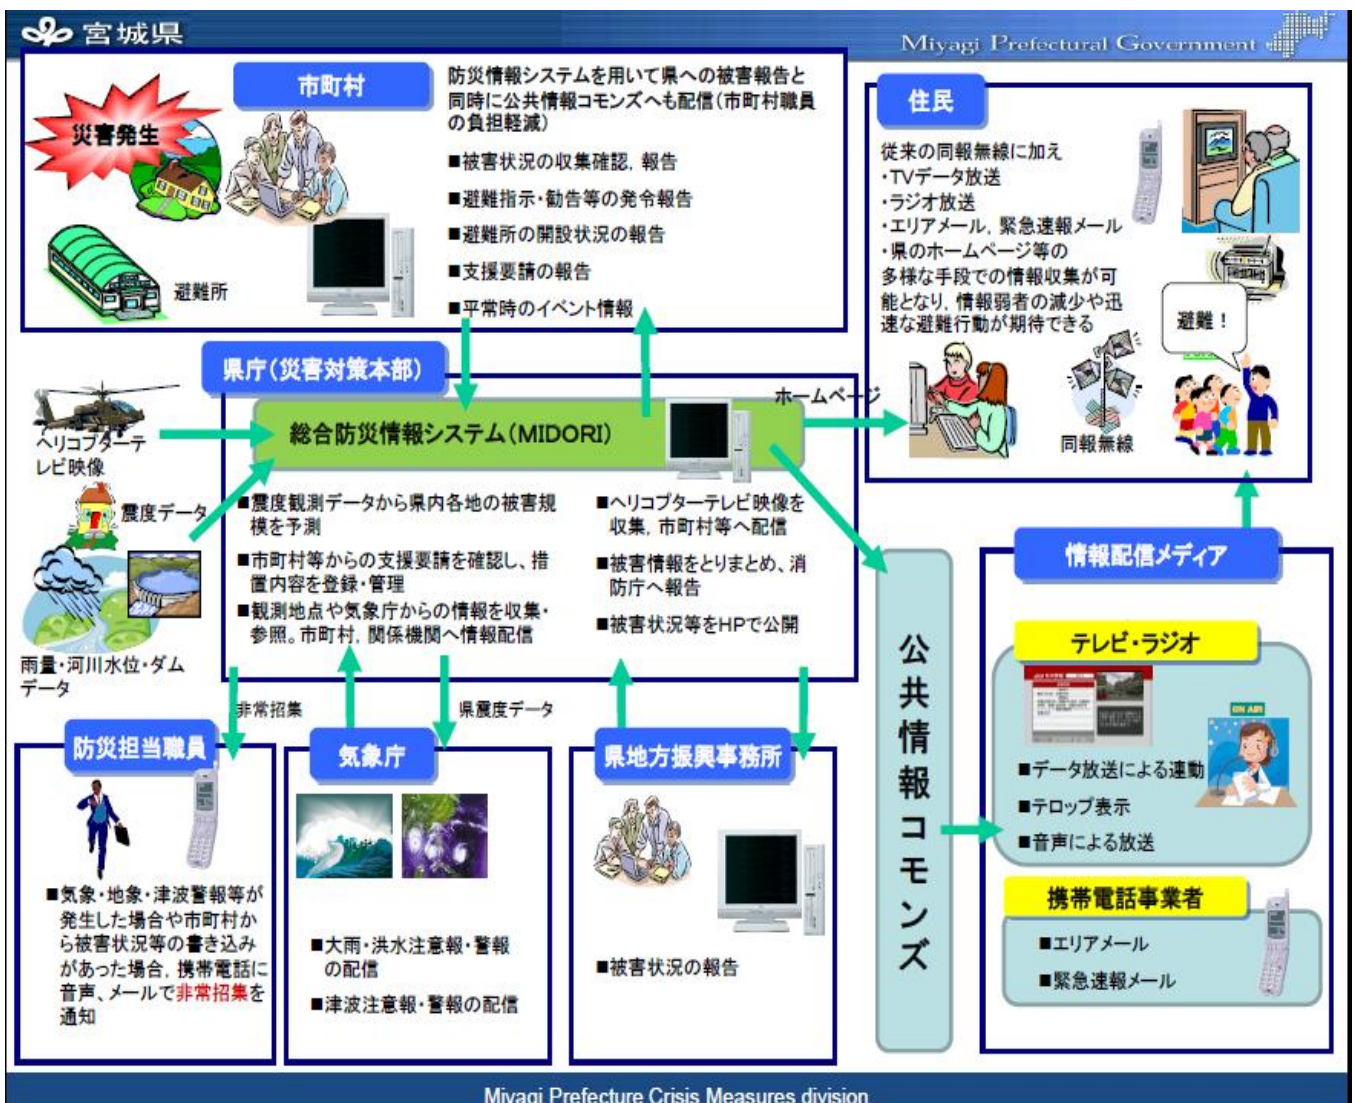 宮城県
Miyagi Prefectural Government
市町村
災害発生
避難所
防災情報システムを用いて県への被害報告と
同時に公共情報コモンズへも配信(市町村職員
の負担軽減)
■被害状況の収集確認,報告
■避難指示・勧告等の発令報告
■避難所の開設状況の報告
■支援要請の報告
■平常時のイベント情報
住民
従来の同報無線に加え
・TVデータ放送
・ラジオ放送
・エリアメール,緊急速報メール
・県のホームページ等の
多様な手段での情報収集が可
能となり,情報弱者の減少や迅
速な避難行動が期待できる
避難！
同報無線
県庁(災害対策本部)
ホームページ
総合防災情報システム(MIDORI)
ヘリコプターテ
レビ映像
震度データ
雨量・河川水位・ダム
データ
■震度観測データから県内各地の被害規
模を予測
■市町村等からの支援要請を確認し、措
置内容を登録・管理
■観測地点や気象庁からの情報を収集・
参照。市町村,関係機関へ情報配信
■ヘリコプターテレビ映像を
収集,市町村等へ配信
■被害情報をとりまとめ、消
防庁へ報告
■被害状況等をHPで公開
非常招集
県震度データ
防災担当職員
■気象・地象・津波警報等が
発生した場合や市町村か
ら被害状況等の書き込み
があった場合,携帯電話に
音声、メールで非常招集を
通知
気象庁
■大雨・洪水注意報・警報
の配信
■津波注意報・警報の配信
県地方振興事務所
■被害状況の報告
公共情報コモンズ
情報配信メディア
テレビ・ラジオ
ON AIR
■データ放送による連動
■テロップ表示
■音声による放送
携帯電話事業者
■エリアメール
■緊急速報メール
Miyagi Prefecture Crisis Measures division